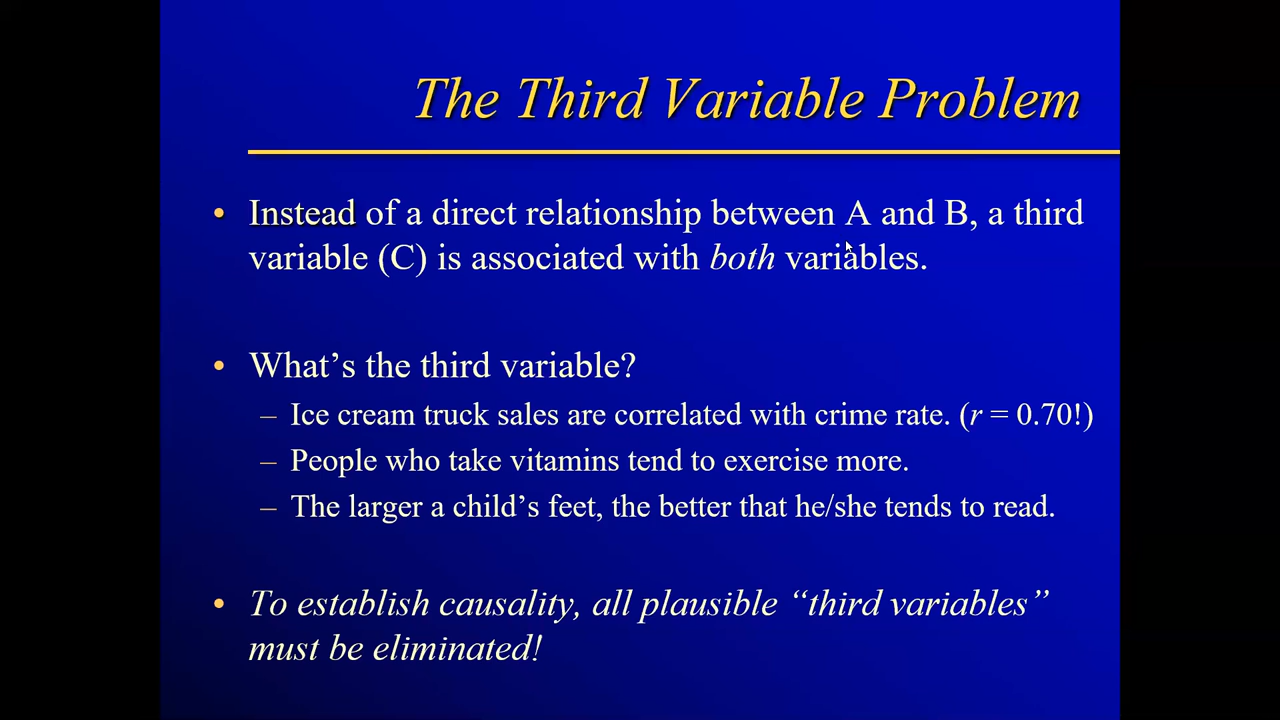 The Third Variable Problem
• Instead of a direct relationship between A and B, a third
variable (C) is associated with both variables.
• What’s the third variable?
– Ice cream truck sales are correlated with crime rate. (r = 0.70!)
– People who take vitamins tend to exercise more.
– The larger a child’s feet, the better that he/she tends to read.
• To establish causality, all plausible “third variables”
must be eliminated!